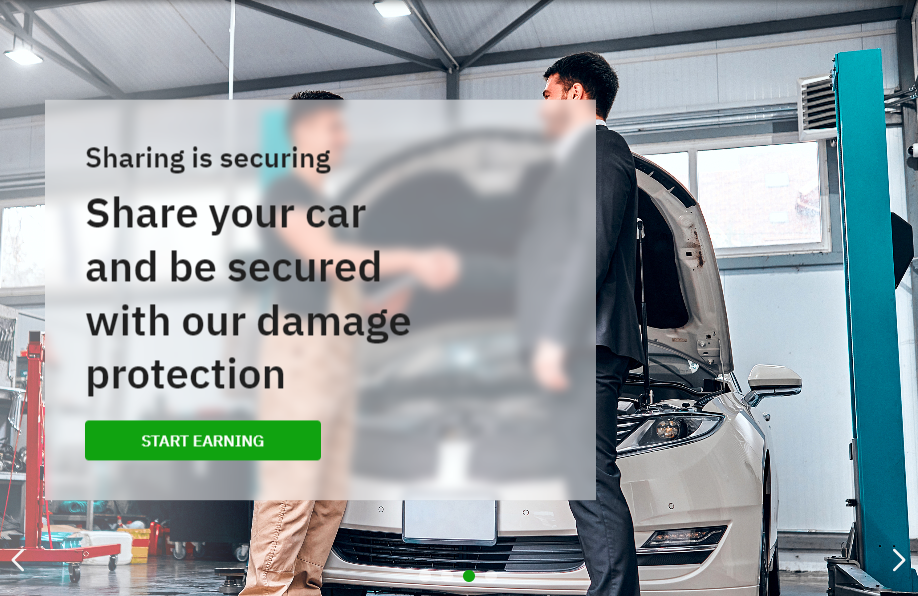 Sharing is securing
Share your car
and be secured
with our damage
protection
START EARNING